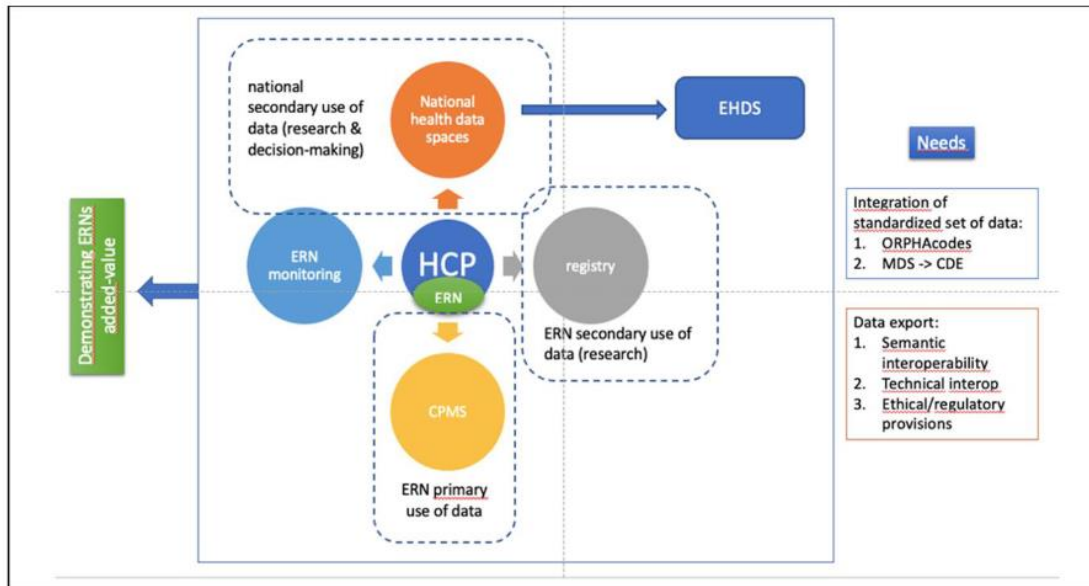 national
secondary use of
data (research &
decision-making)
National
health data
spaces
EHDS
Needs
Demonstrating ERNs
added-value
ERN
monitoring
HCP
ERN
registry
ERN secondary use of
data (research)
CPMS
ERN primary
use of data
Integration of
standardized set of data:
1. ORPHAcodes
2. MDS -> CDE
Data export:
1. Semantic
interoperability
2. Technical interop
3. Ethical/regulatory
provisions